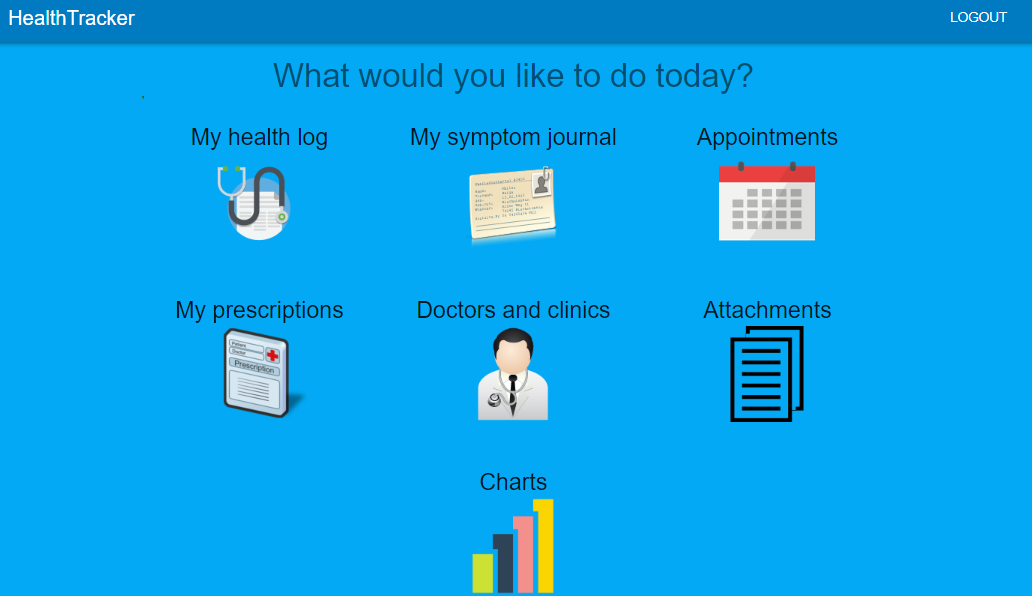 HealthTracker
LOGOUT
What would you like to do today?
My health log
My symptom journal
Appointments
My prescriptions
Doctors and clinics
Attachments
Patient
Doctor
Prescription
Charts